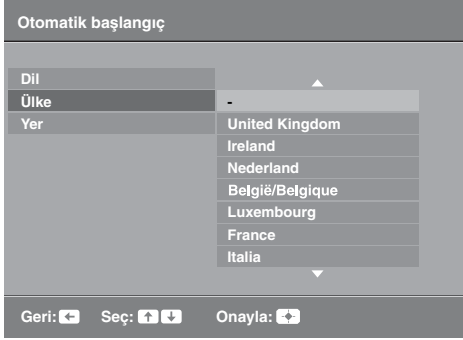 Otomatik başlangıç
Dil
Ülke
Yer
-
United Kingdom
Ireland
Nederland
België/Belgique
Luxembourg
France
Italia
Geri: Seç: Onayla: